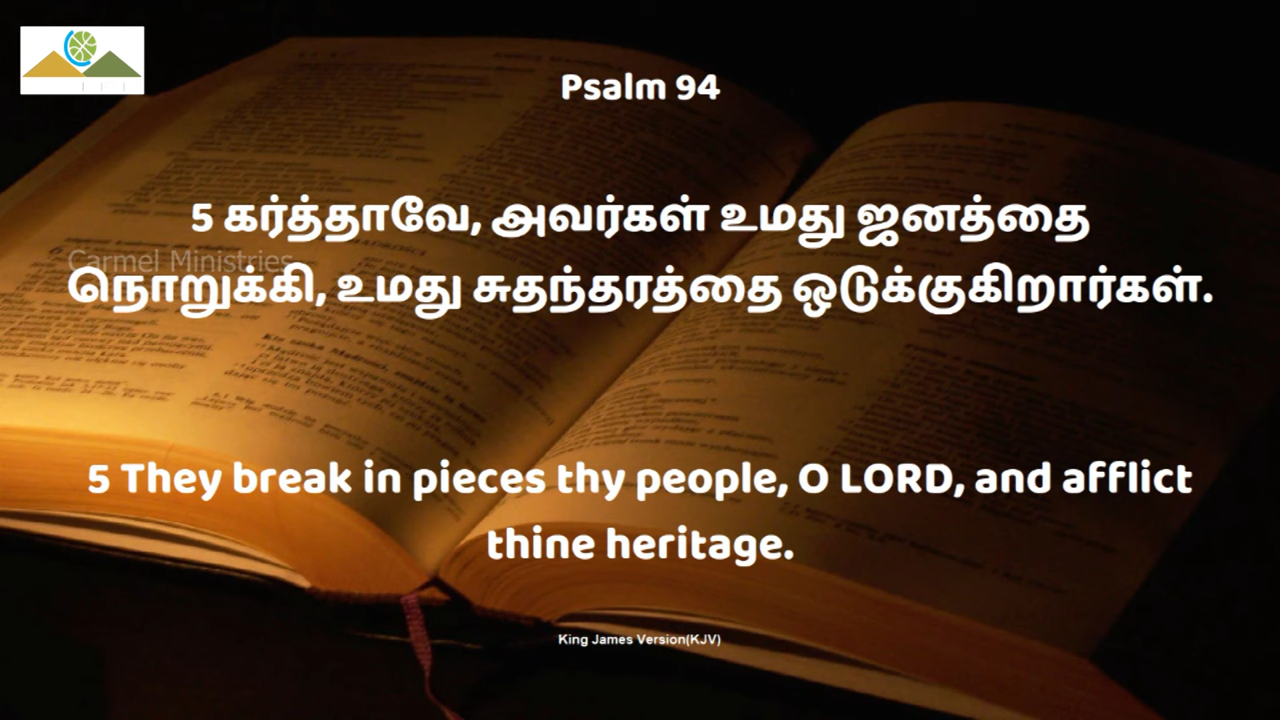 Psalm 94
5 கர்த்தாவே, அவர்கள் உமது ஜனத்தை
Carmel Ministries
நொறுக்கி, உமது சுதந்தரத்தை ஒடுக்குகிறார்கள்.
5 They break in pieces thy people, O LORD, and afflict
thine heritage.
King James Version(KJV)